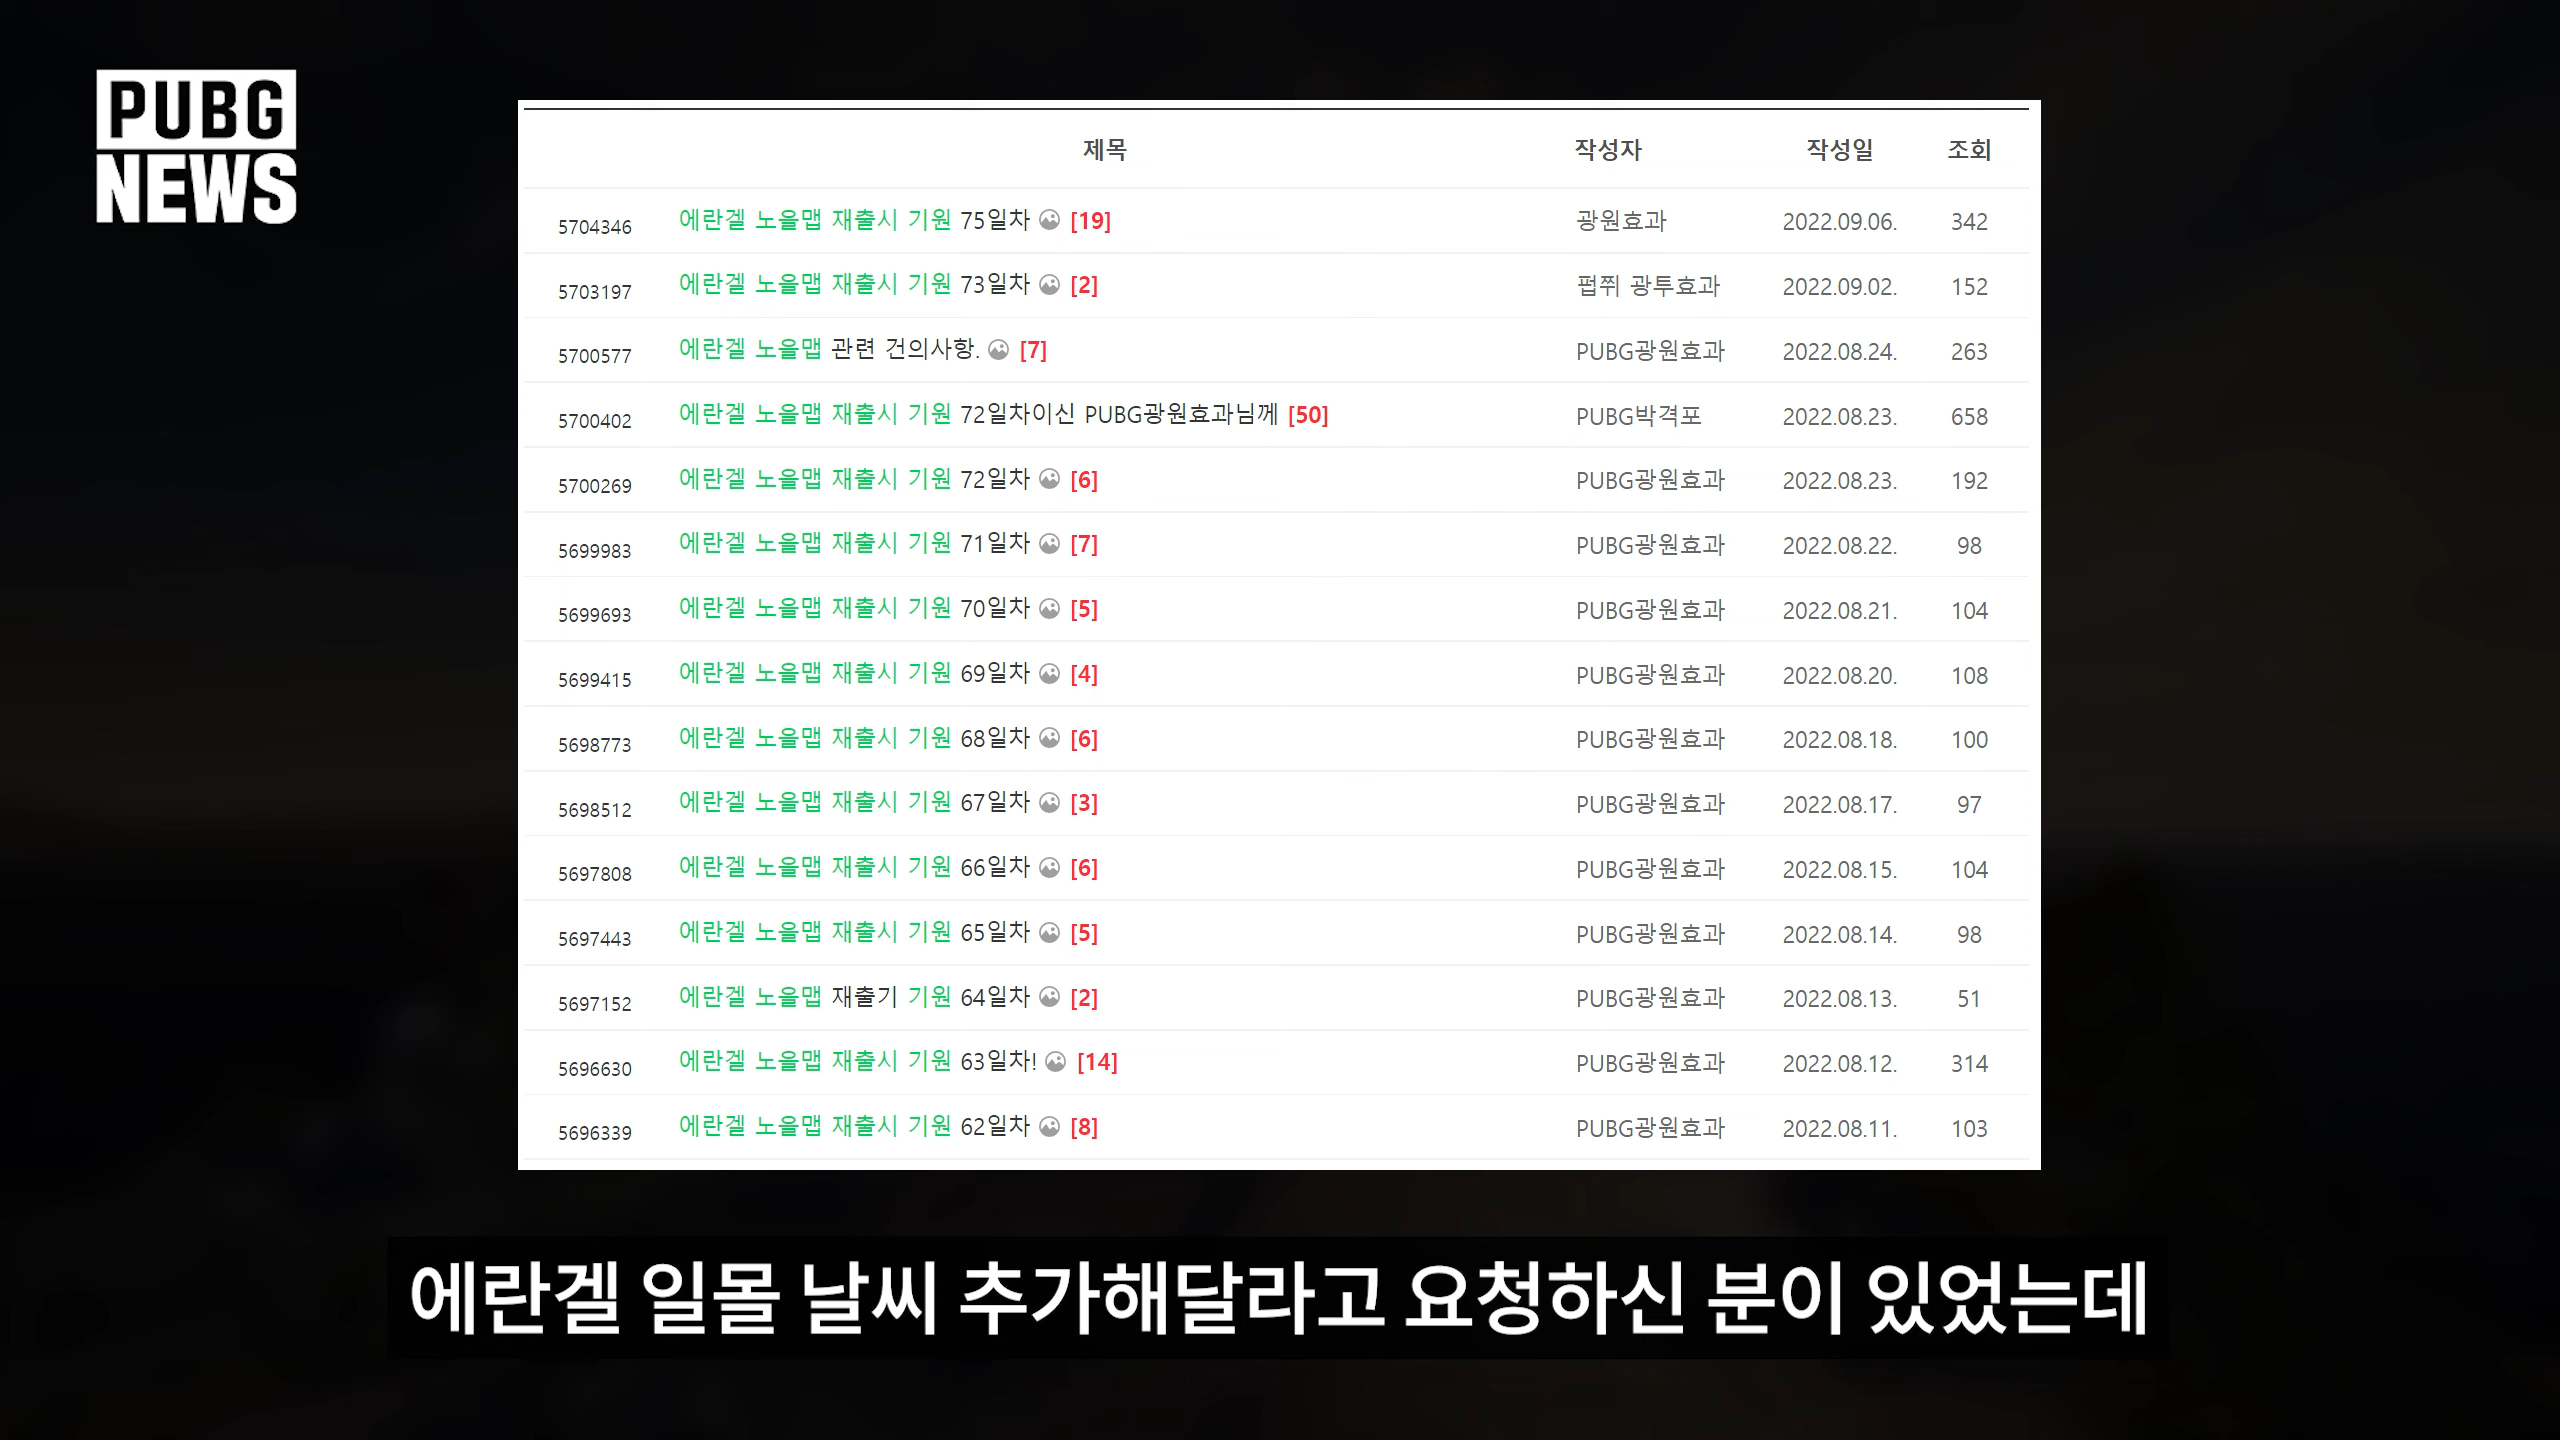 PUBG
NEWS
제목 작성자 작성일 조회
5704346 에란겔 노을맵 재출시 기원 75일차 [19] 광원효과 2022.09.06. 342
5703197 에란겔 노을맵 재출시 기원 73일차 [2] 펍쮜 광투효과 2022.09.02. 152
5700577 에란겔 노을맵 관련 건의사항. [7] PUBG광원효과 2022.08.24. 263
5700402 에란겔 노을맵 재출시 기원 72일차이신 PUBG광원효과님께 [50] PUBG박격포 2022.08.23. 658
5700269 에란겔 노을맵 재출시 기원 72일차 [6] PUBG광원효과 2022.08.23. 192
5699983 에란겔 노을맵 재출시 기원 71일차 [7] PUBG광원효과 2022.08.22. 98
5699693 에란겔 노을맵 재출시 기원 70일차 [5] PUBG광원효과 2022.08.21. 104
5699415 에란겔 노을맵 재출시 기원 69일차 [4] PUBG광원효과 2022.08.20. 108
5698773 에란겔 노을맵 재출시 기원 68일차 [6] PUBG광원효과 2022.08.18. 100
5698512 에란겔 노을맵 재출시 기원 67일차 [3] PUBG광원효과 2022.08.17. 97
5697808 에란겔 노을맵 재출시 기원 66일차 [6] PUBG광원효과 2022.08.15. 104
5697443 에란겔 노을맵 재출시 기원 65일차 [5] PUBG광원효과 2022.08.14. 98
5697152 에란겔 노을맵 재출기 기원 64일차 [2] PUBG광원효과 2022.08.13. 51
5696630 에란겔 노을맵 재출시 기원 63일차! [14] PUBG광원효과 2022.08.12. 314
5696339 에란겔 노을맵 재출시 기원 62일차 [8] PUBG광원효과 2022.08.11. 103
에란겔 일몰 날씨 추가해달라고 요청하신 분이 있었는데